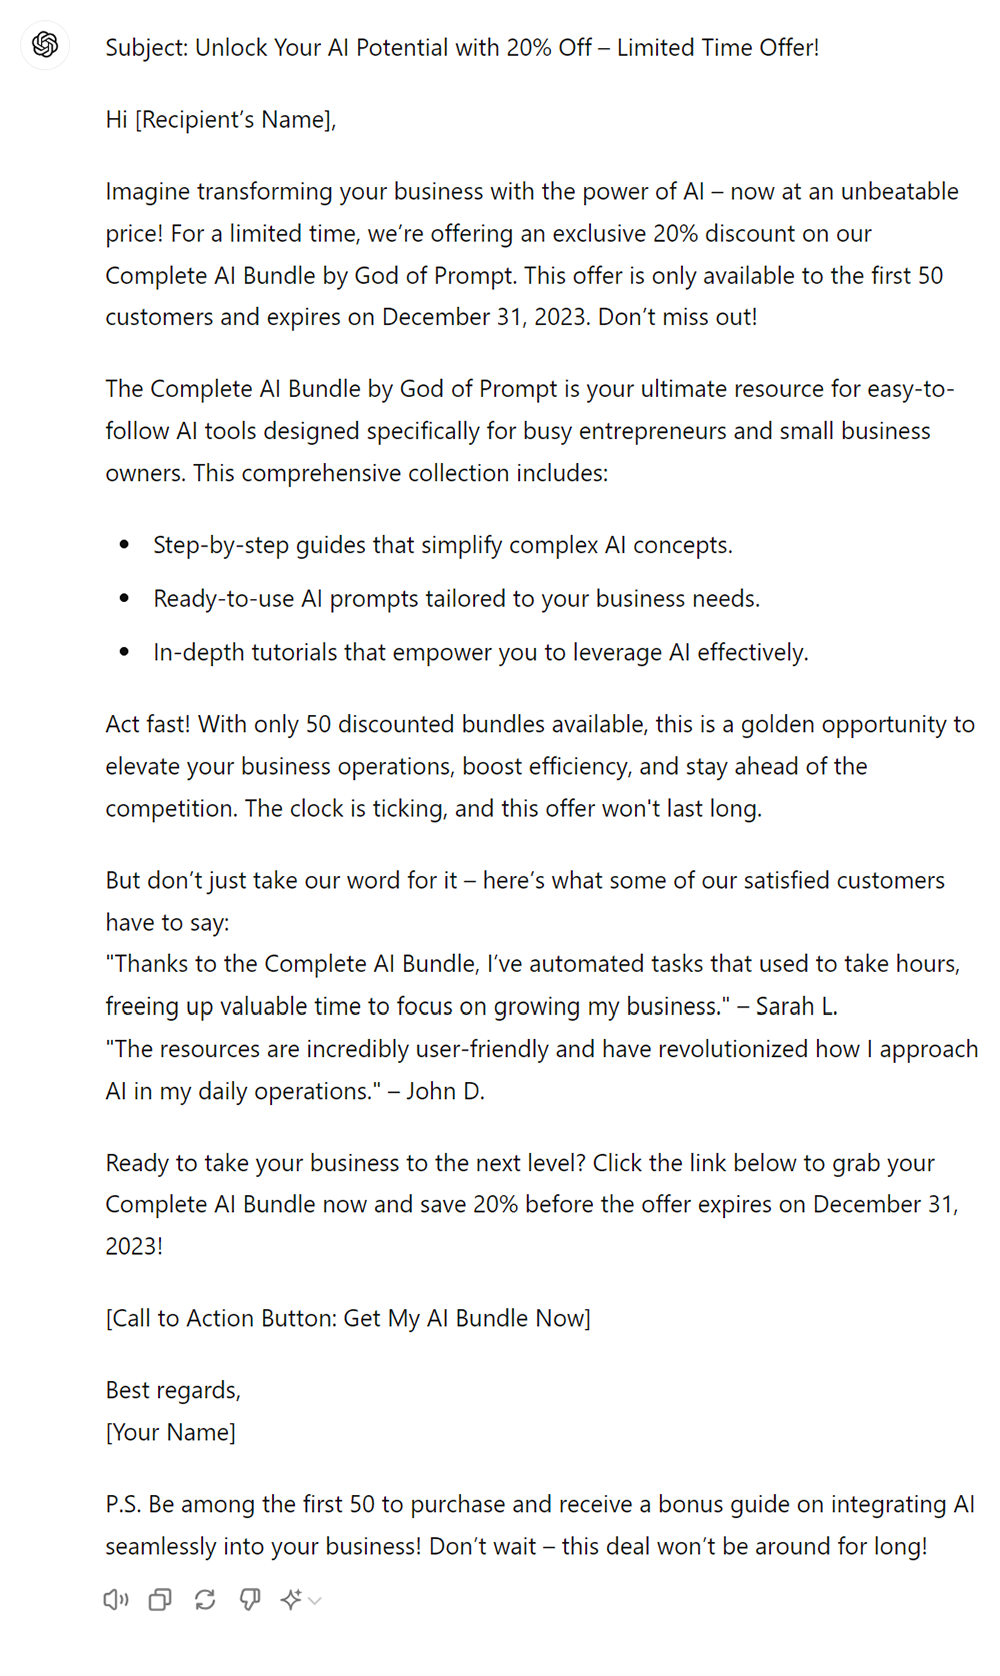 Subject: Unlock Your AI Potential with 20% Off – Limited Time Offer!
Hi [Recipient’s Name],
Imagine transforming your business with the power of AI – now at an unbeatable
price! For a limited time, we’re offering an exclusive 20% discount on our
Complete AI Bundle by God of Prompt. This offer is only available to the first 50
customers and expires on December 31, 2023. Don’t miss out!
The Complete AI Bundle by God of Prompt is your ultimate resource for easy-to-
follow AI tools designed specifically for busy entrepreneurs and small business
owners. This comprehensive collection includes:
• Step-by-step guides that simplify complex AI concepts.
• Ready-to-use AI prompts tailored to your business needs.
• In-depth tutorials that empower you to leverage AI effectively.
Act fast! With only 50 discounted bundles available, this is a golden opportunity to
elevate your business operations, boost efficiency, and stay ahead of the
competition. The clock is ticking, and this offer won't last long.
But don’t just take our word for it – here’s what some of our satisfied customers
have to say:
"Thanks to the Complete AI Bundle, I’ve automated tasks that used to take hours,
freeing up valuable time to focus on growing my business." – Sarah L.
"The resources are incredibly user-friendly and have revolutionized how I approach
AI in my daily operations." – John D.
Ready to take your business to the next level? Click the link below to grab your
Complete AI Bundle now and save 20% before the offer expires on December 31,
2023!
[Call to Action Button: Get My AI Bundle Now]
Best regards,
[Your Name]
P.S. Be among the first 50 to purchase and receive a bonus guide on integrating AI
seamlessly into your business! Don’t wait – this deal won’t be around for long!